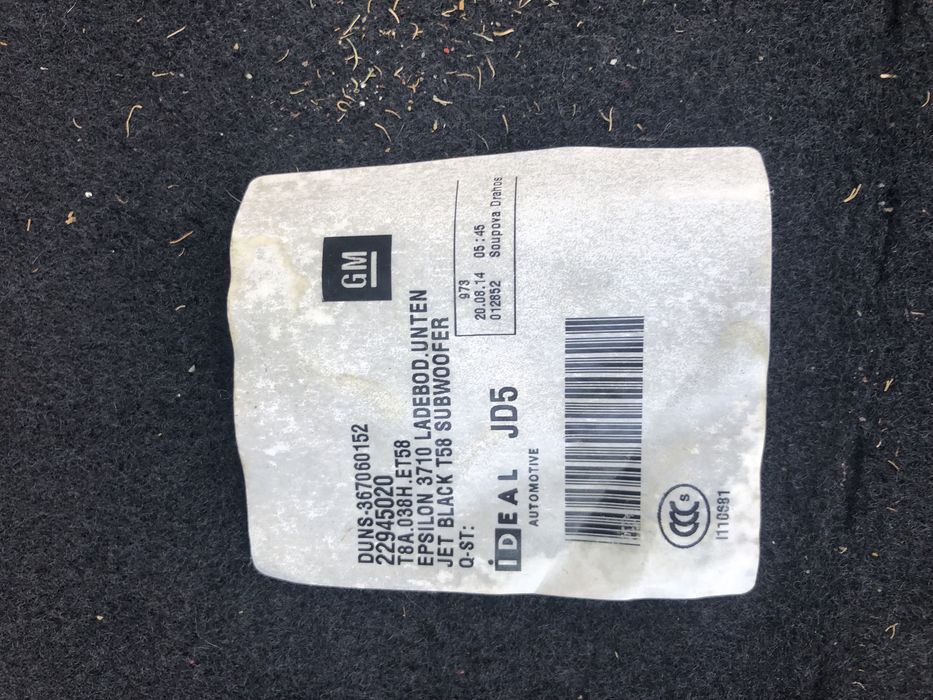 GM
DUNS-367060152
22945020
T8A.038H.ET58
EPSILON 3710 LADEBOD.UNTEN
JET BLACK T58 SUBWOOFER
Q-ST:
973
20.08.14 05:45
012852 Soupova Drahos
iDEAL JD5
AUTOMOTIVE
CCC S